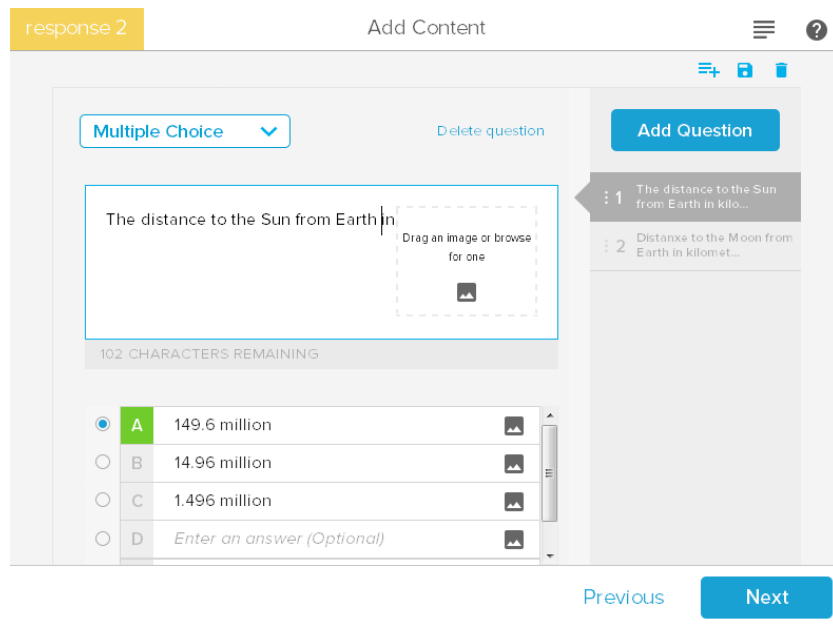 response 2
Add Content
Multiple Choice
Delete question
Add Question
The distance to the Sun from Earth in
Drag an image or browse
for one
102 CHARACTERS REMAINING
1
The distance to the Sun
from Earth in kilo...
2
Distanxe to the Moon from
Earth in kilomet...
A
149.6 million
B
14.96 million
C
1.496 million
D
Enter an answer (Optional)
Previous
Next